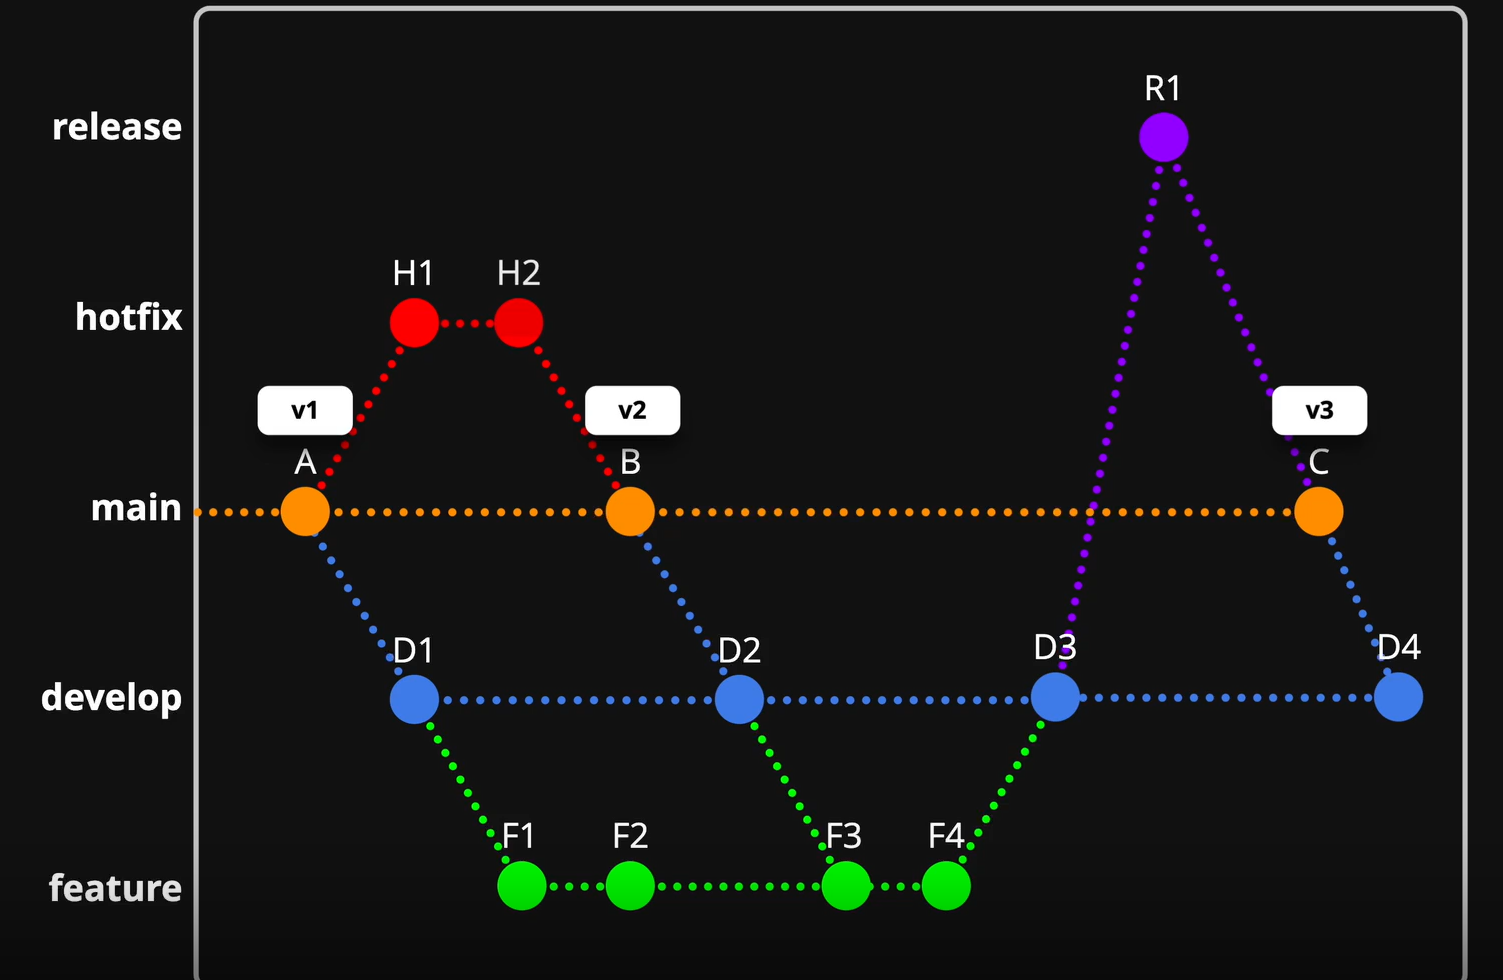 R1
release
H1 H2
hotfix
v1 v2 v3
A B C
main
D1 D2 D3 D4
develop
F1 F2 F3 F4
feature